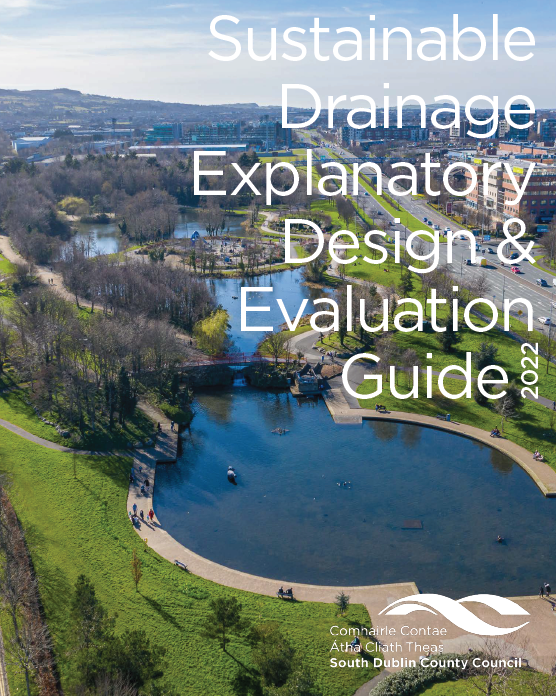 Sustainable
Drainage
Explanatory
Design &
Evaluation
Guide 2022
Comhairle Contae
Átha Cliath Theas
South Dublin County Council